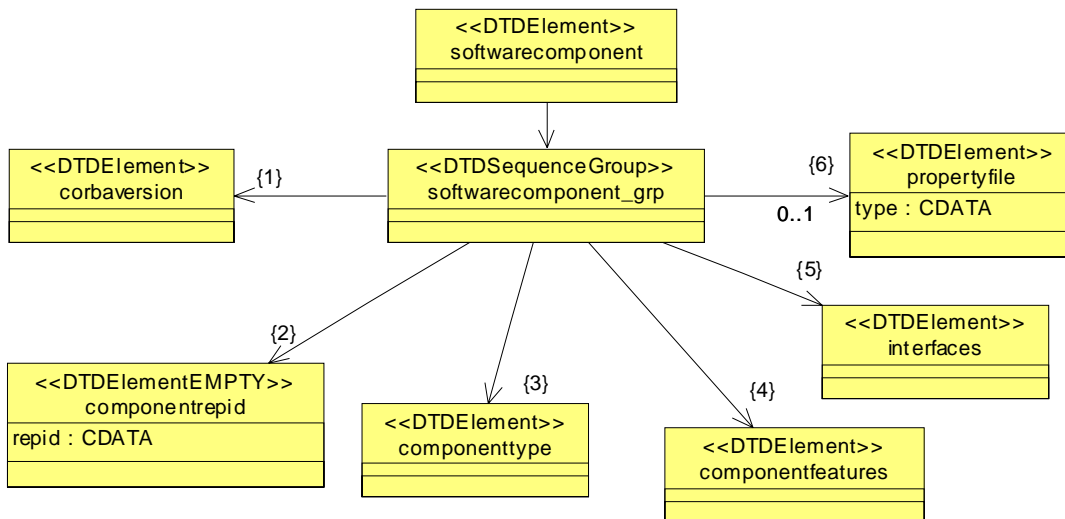 <<DTDElement>>
softwarecomponent
<<DTDElement>>
corbaversion
{1}
<<DTDSequenceGroup>>
softwarecomponent_grp
{6}
0..1
<<DTDElement>>
propertyfile
type : CDATA
{5}
<<DTDElement>>
interfaces
{2}
<<DTDElementEMPTY>>
componentrepid
repid : CDATA
{3}
<<DTDElement>>
componenttype
{4}
<<DTDElement>>
componentfeatures